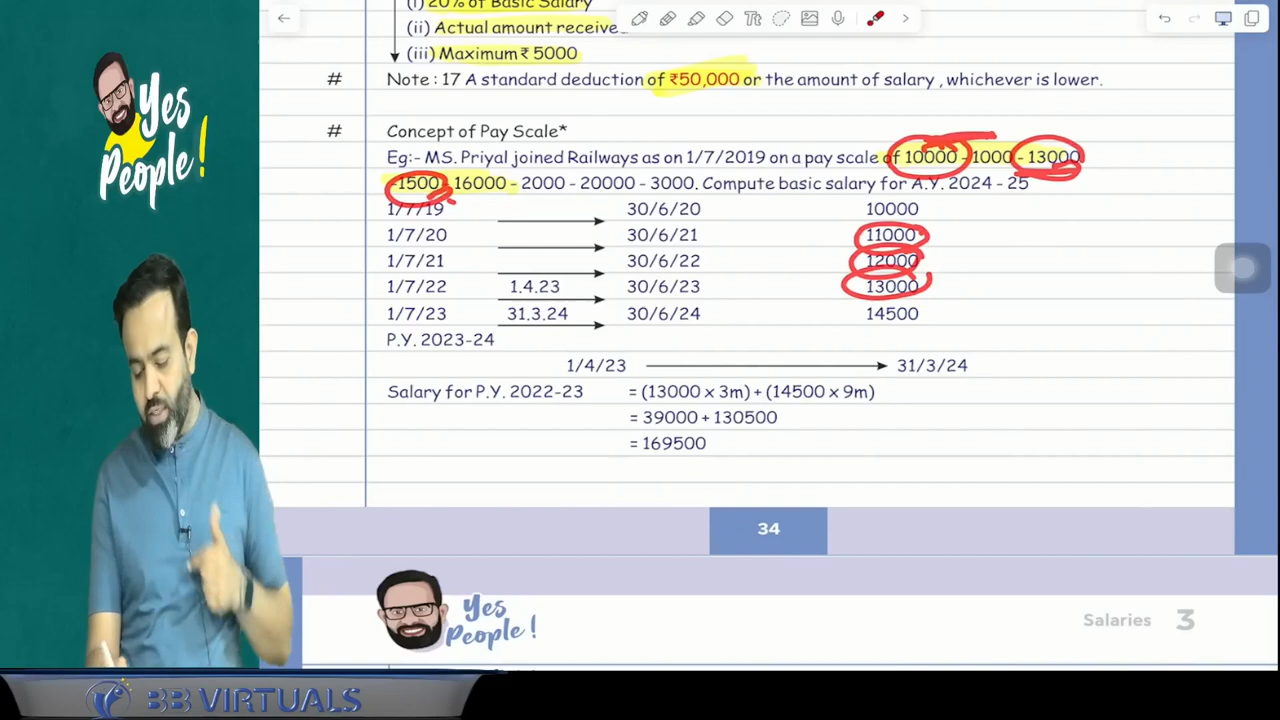 (i) 20% of Basic Salary
(ii) Actual amount receive
(iii) Maximum ₹ 5000
Yes
People!
# Note : 17 A standard deduction of ₹50,000 or the amount of salary , whichever is lower.
# Concept of Pay Scale*
Eg:- MS. Priyal joined Railways as on 1/7/2019 on a pay scale of 10000 - 1000 - 13000
- 1500 - 16000 - 2000 - 20000 - 3000. Compute basic salary for A.Y. 2024 - 25
1/7/19 30/6/20 10000
1/7/20 30/6/21 11000
1/7/21 30/6/22 12000
1/7/22 1.4.23 30/6/23 13000
1/7/23 31.3.24 30/6/24 14500
P.Y. 2023-24
1/4/23 31/3/24
Salary for P.Y. 2022-23 = (13000 x 3m) + (14500 x 9m)
= 39000 + 130500
= 169500
34
Yes
People!
Salaries 3
BB VIRTUALS